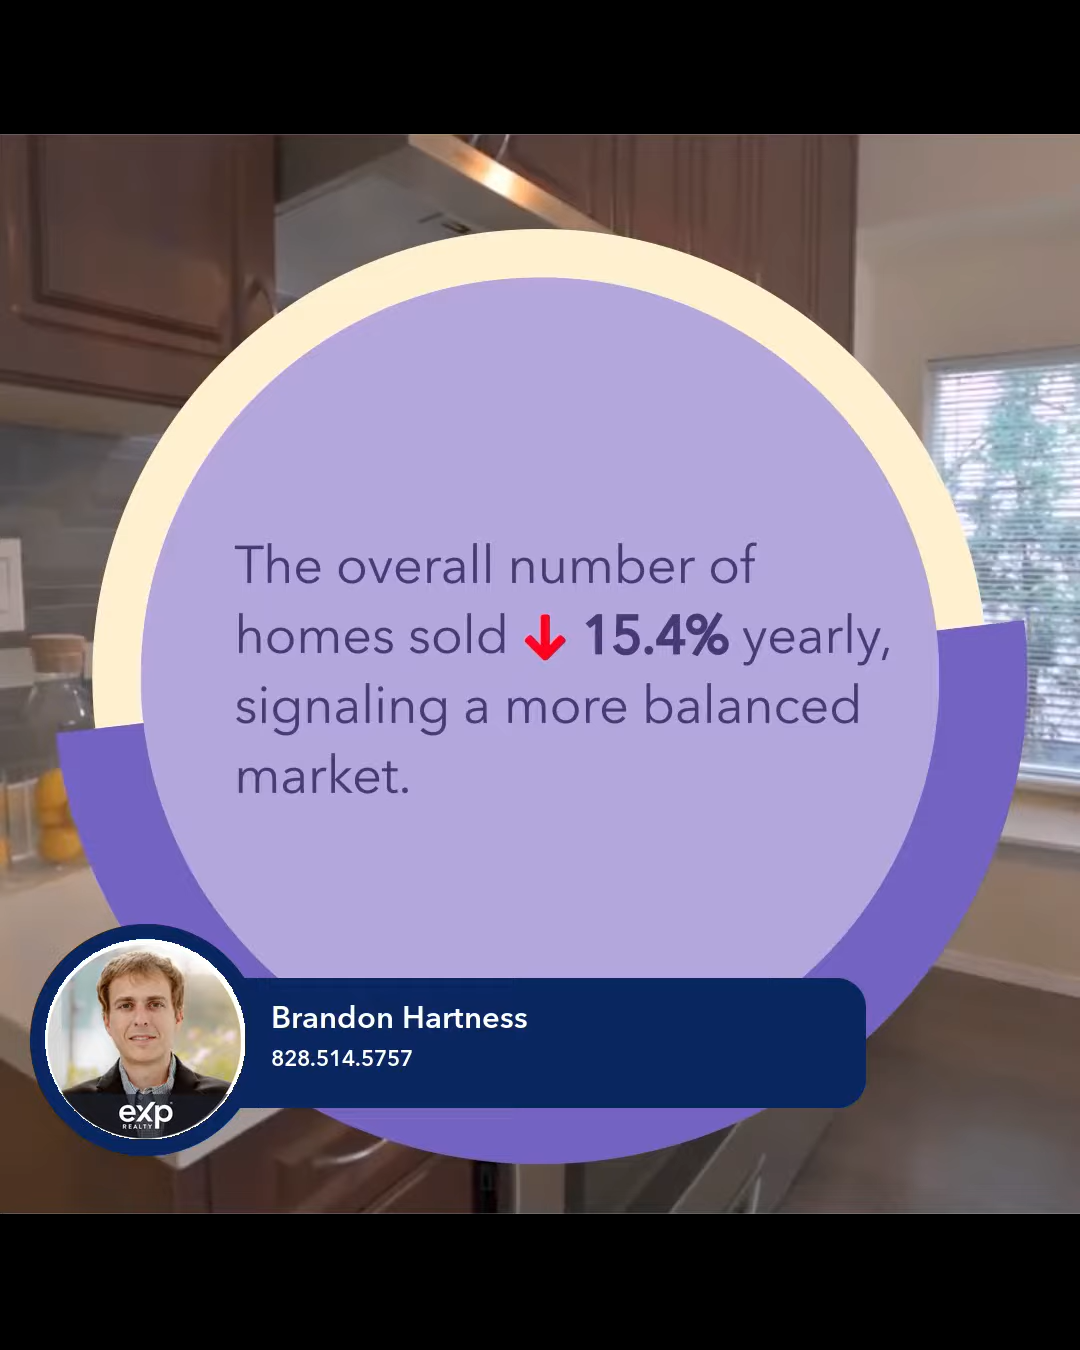 The overall number of
homes sold ↓ 15.4% yearly,
signaling a more balanced
market.
Brandon Hartness
828.514.5757
exp
REALTY